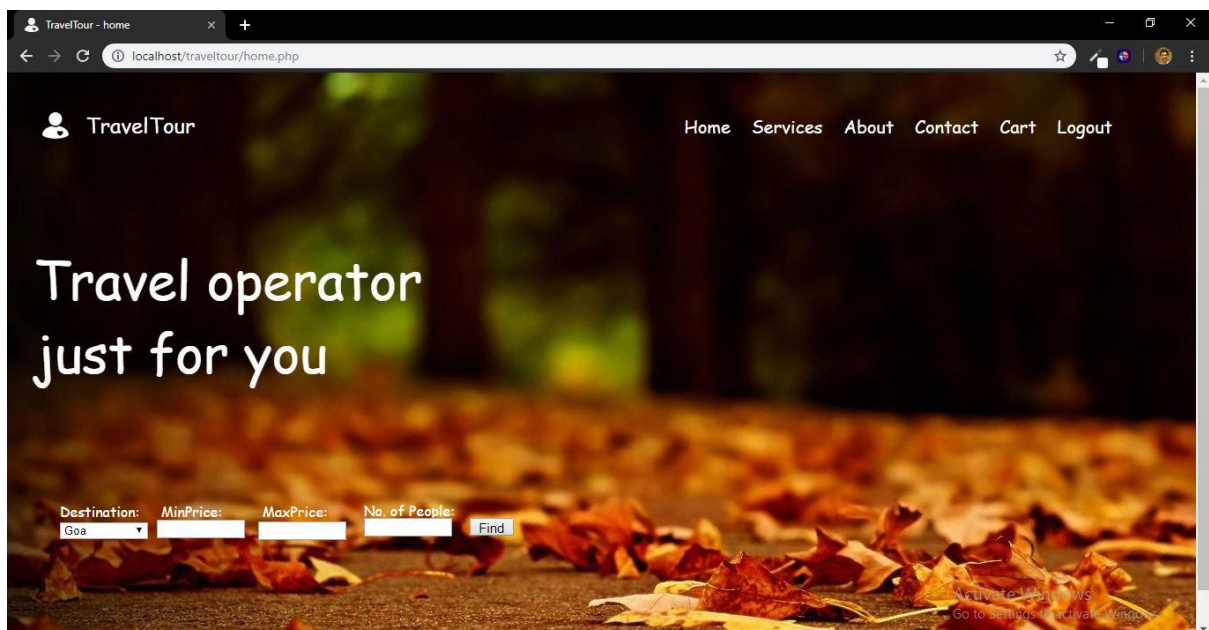 TravelTour - home
localhost/traveltour/home.php
TravelTour
Home Services About Contact Cart Logout
Travel operator
just for you
Destination: MinPrice: MaxPrice: No. of People:
Goa Find
Activate Windows
Go to Settings to activate Windows.